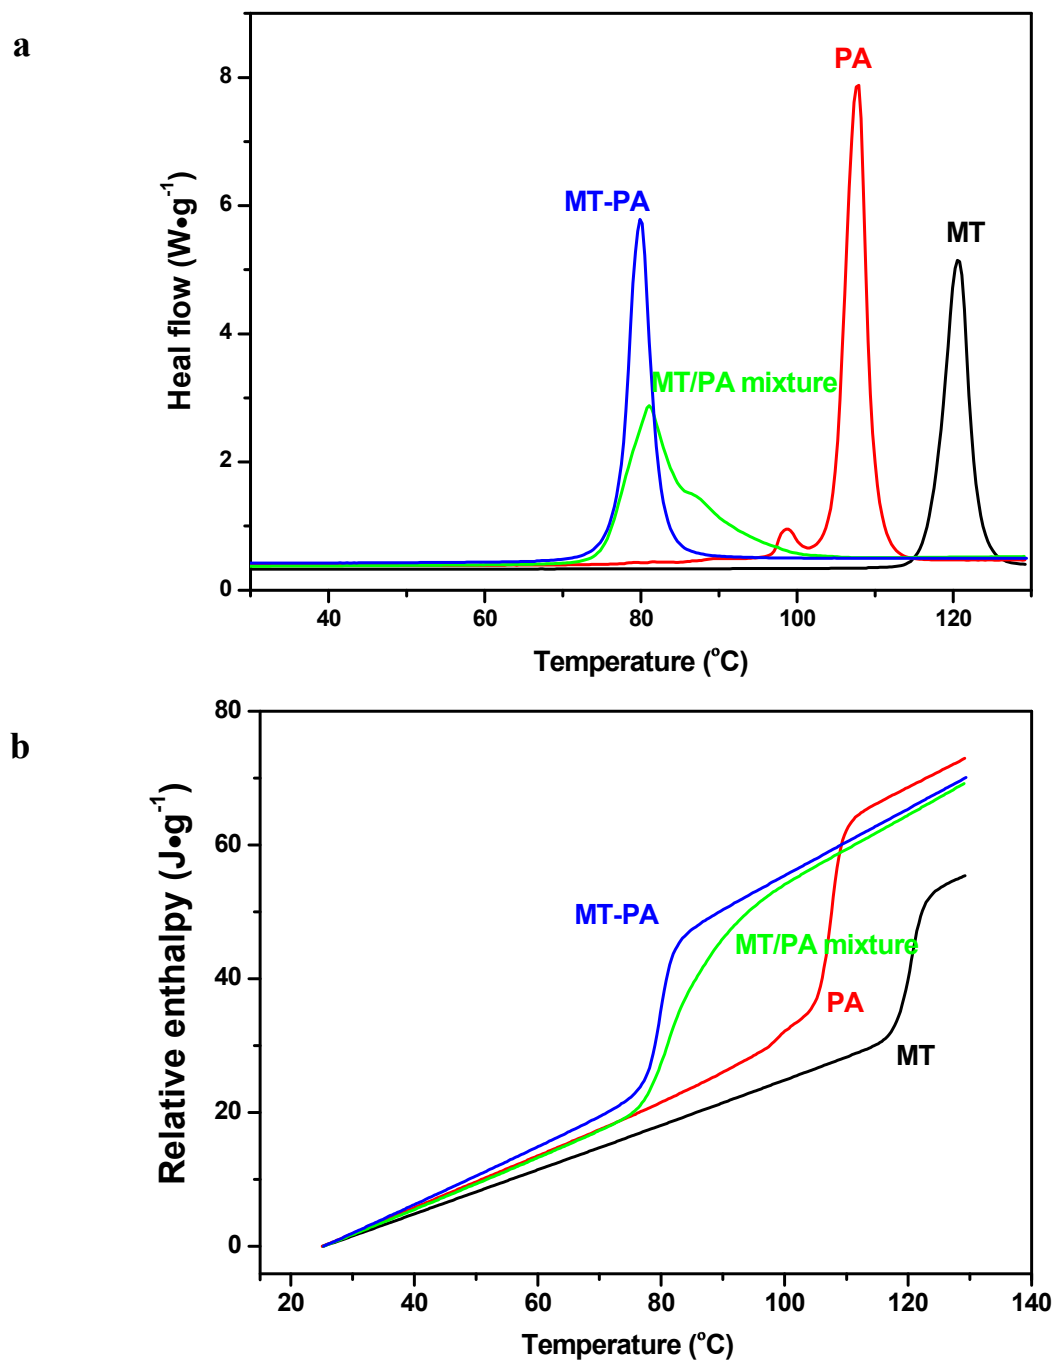 a
Heal flow (W•g⁻¹)
8
6
4
2
0
PA
MT-PA
MT
MT/PA mixture
40 60 80 100 120
Temperature (°C)
b
Relative enthalpy (J•g⁻¹)
80
60
40
20
0
MT-PA
MT/PA mixture
PA
MT
20 40 60 80 100 120 140
Temperature (°C)